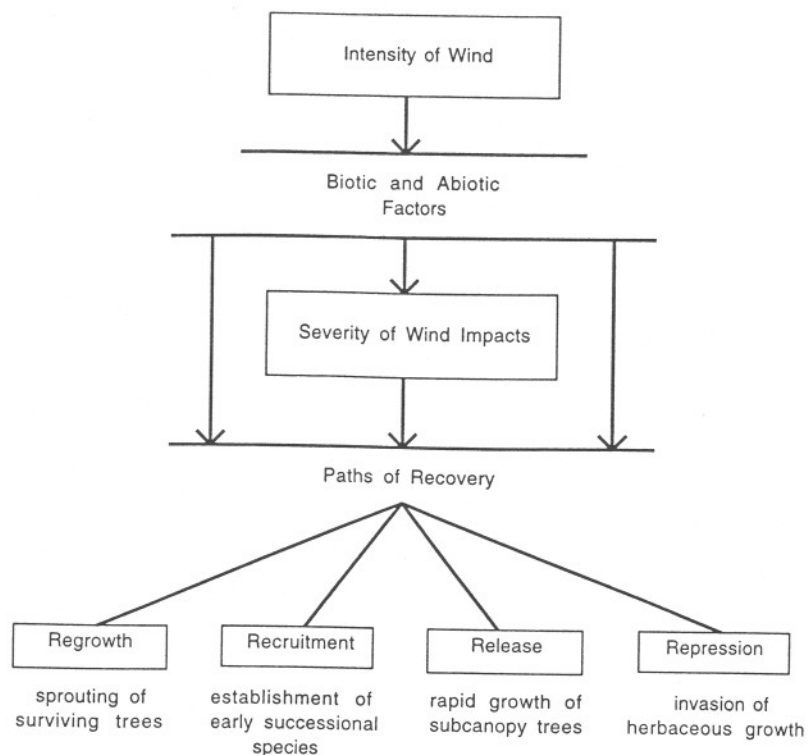 Intensity of Wind
Biotic and Abiotic
Factors
Severity of Wind Impacts
Paths of Recovery
Regrowth
sprouting of
surviving trees
Recruitment
establishment of
early successional
species
Release
rapid growth of
subcanopy trees
Repression
invasion of
herbaceous growth